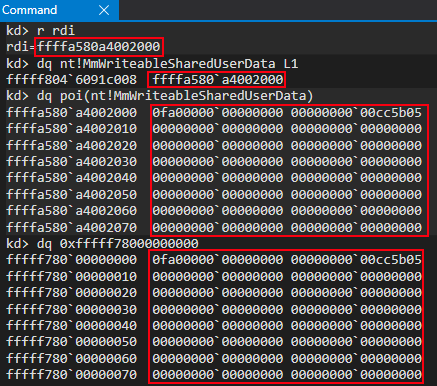 Command
kd> r rdi
rdi=ffffa580a4002000
kd> dq nt!MmWriteableSharedUserData L1
fffff804`6091c008  ffffa580`a4002000
kd> dq poi(nt!MmWriteableSharedUserData)
ffffa580`a4002000  0fa00000`00000000 00000000`00cc5b05
ffffa580`a4002010  00000000`00000000 00000000`00000000
ffffa580`a4002020  00000000`00000000 00000000`00000000
ffffa580`a4002030  00000000`00000000 00000000`00000000
ffffa580`a4002040  00000000`00000000 00000000`00000000
ffffa580`a4002050  00000000`00000000 00000000`00000000
ffffa580`a4002060  00000000`00000000 00000000`00000000
ffffa580`a4002070  00000000`00000000 00000000`00000000
kd> dq 0xfffff78000000000
fffff780`00000000  0fa00000`00000000 00000000`00cc5b05
fffff780`00000010  00000000`00000000 00000000`00000000
fffff780`00000020  00000000`00000000 00000000`00000000
fffff780`00000030  00000000`00000000 00000000`00000000
fffff780`00000040  00000000`00000000 00000000`00000000
fffff780`00000050  00000000`00000000 00000000`00000000
fffff780`00000060  00000000`00000000 00000000`00000000
fffff780`00000070  00000000`00000000 00000000`00000000